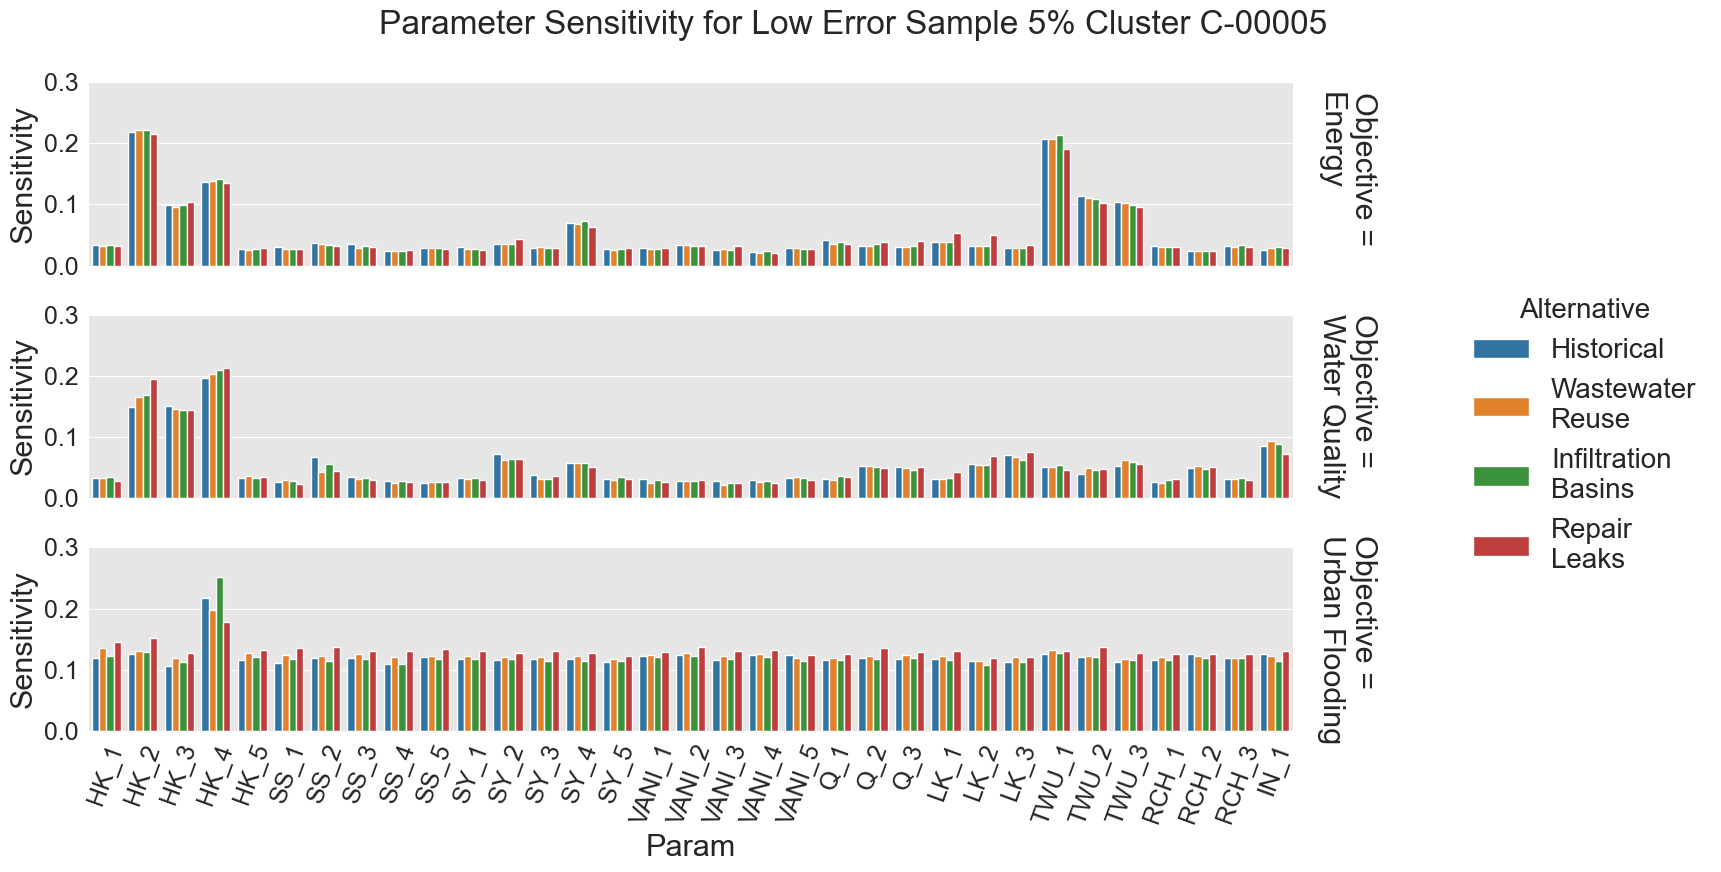 Parameter Sensitivity for Low Error Sample 5% Cluster C-00005
0.3
0.2
0.1
0.0
Sensitivity
Objective =
Energy
0.3
0.2
0.1
0.0
Sensitivity
Objective =
Water Quality
0.3
0.2
0.1
0.0
Sensitivity
Objective =
Urban Flooding
HK_1
HK_2
HK_3
HK_4
HK_5
SS_1
SS_2
SS_3
SS_4
SS_5
SY_1
SY_2
SY_3
SY_4
SY_5
VANI_1
VANI_2
VANI_3
VANI_4
VANI_5
Q_1
Q_2
Q_3
LK_1
LK_2
LK_3
TWU_1
TWU_2
TWU_3
RCH_1
RCH_2
RCH_3
IN_1
Param
Alternative
Historical
Wastewater
Reuse
Infiltration
Basins
Repair
Leaks